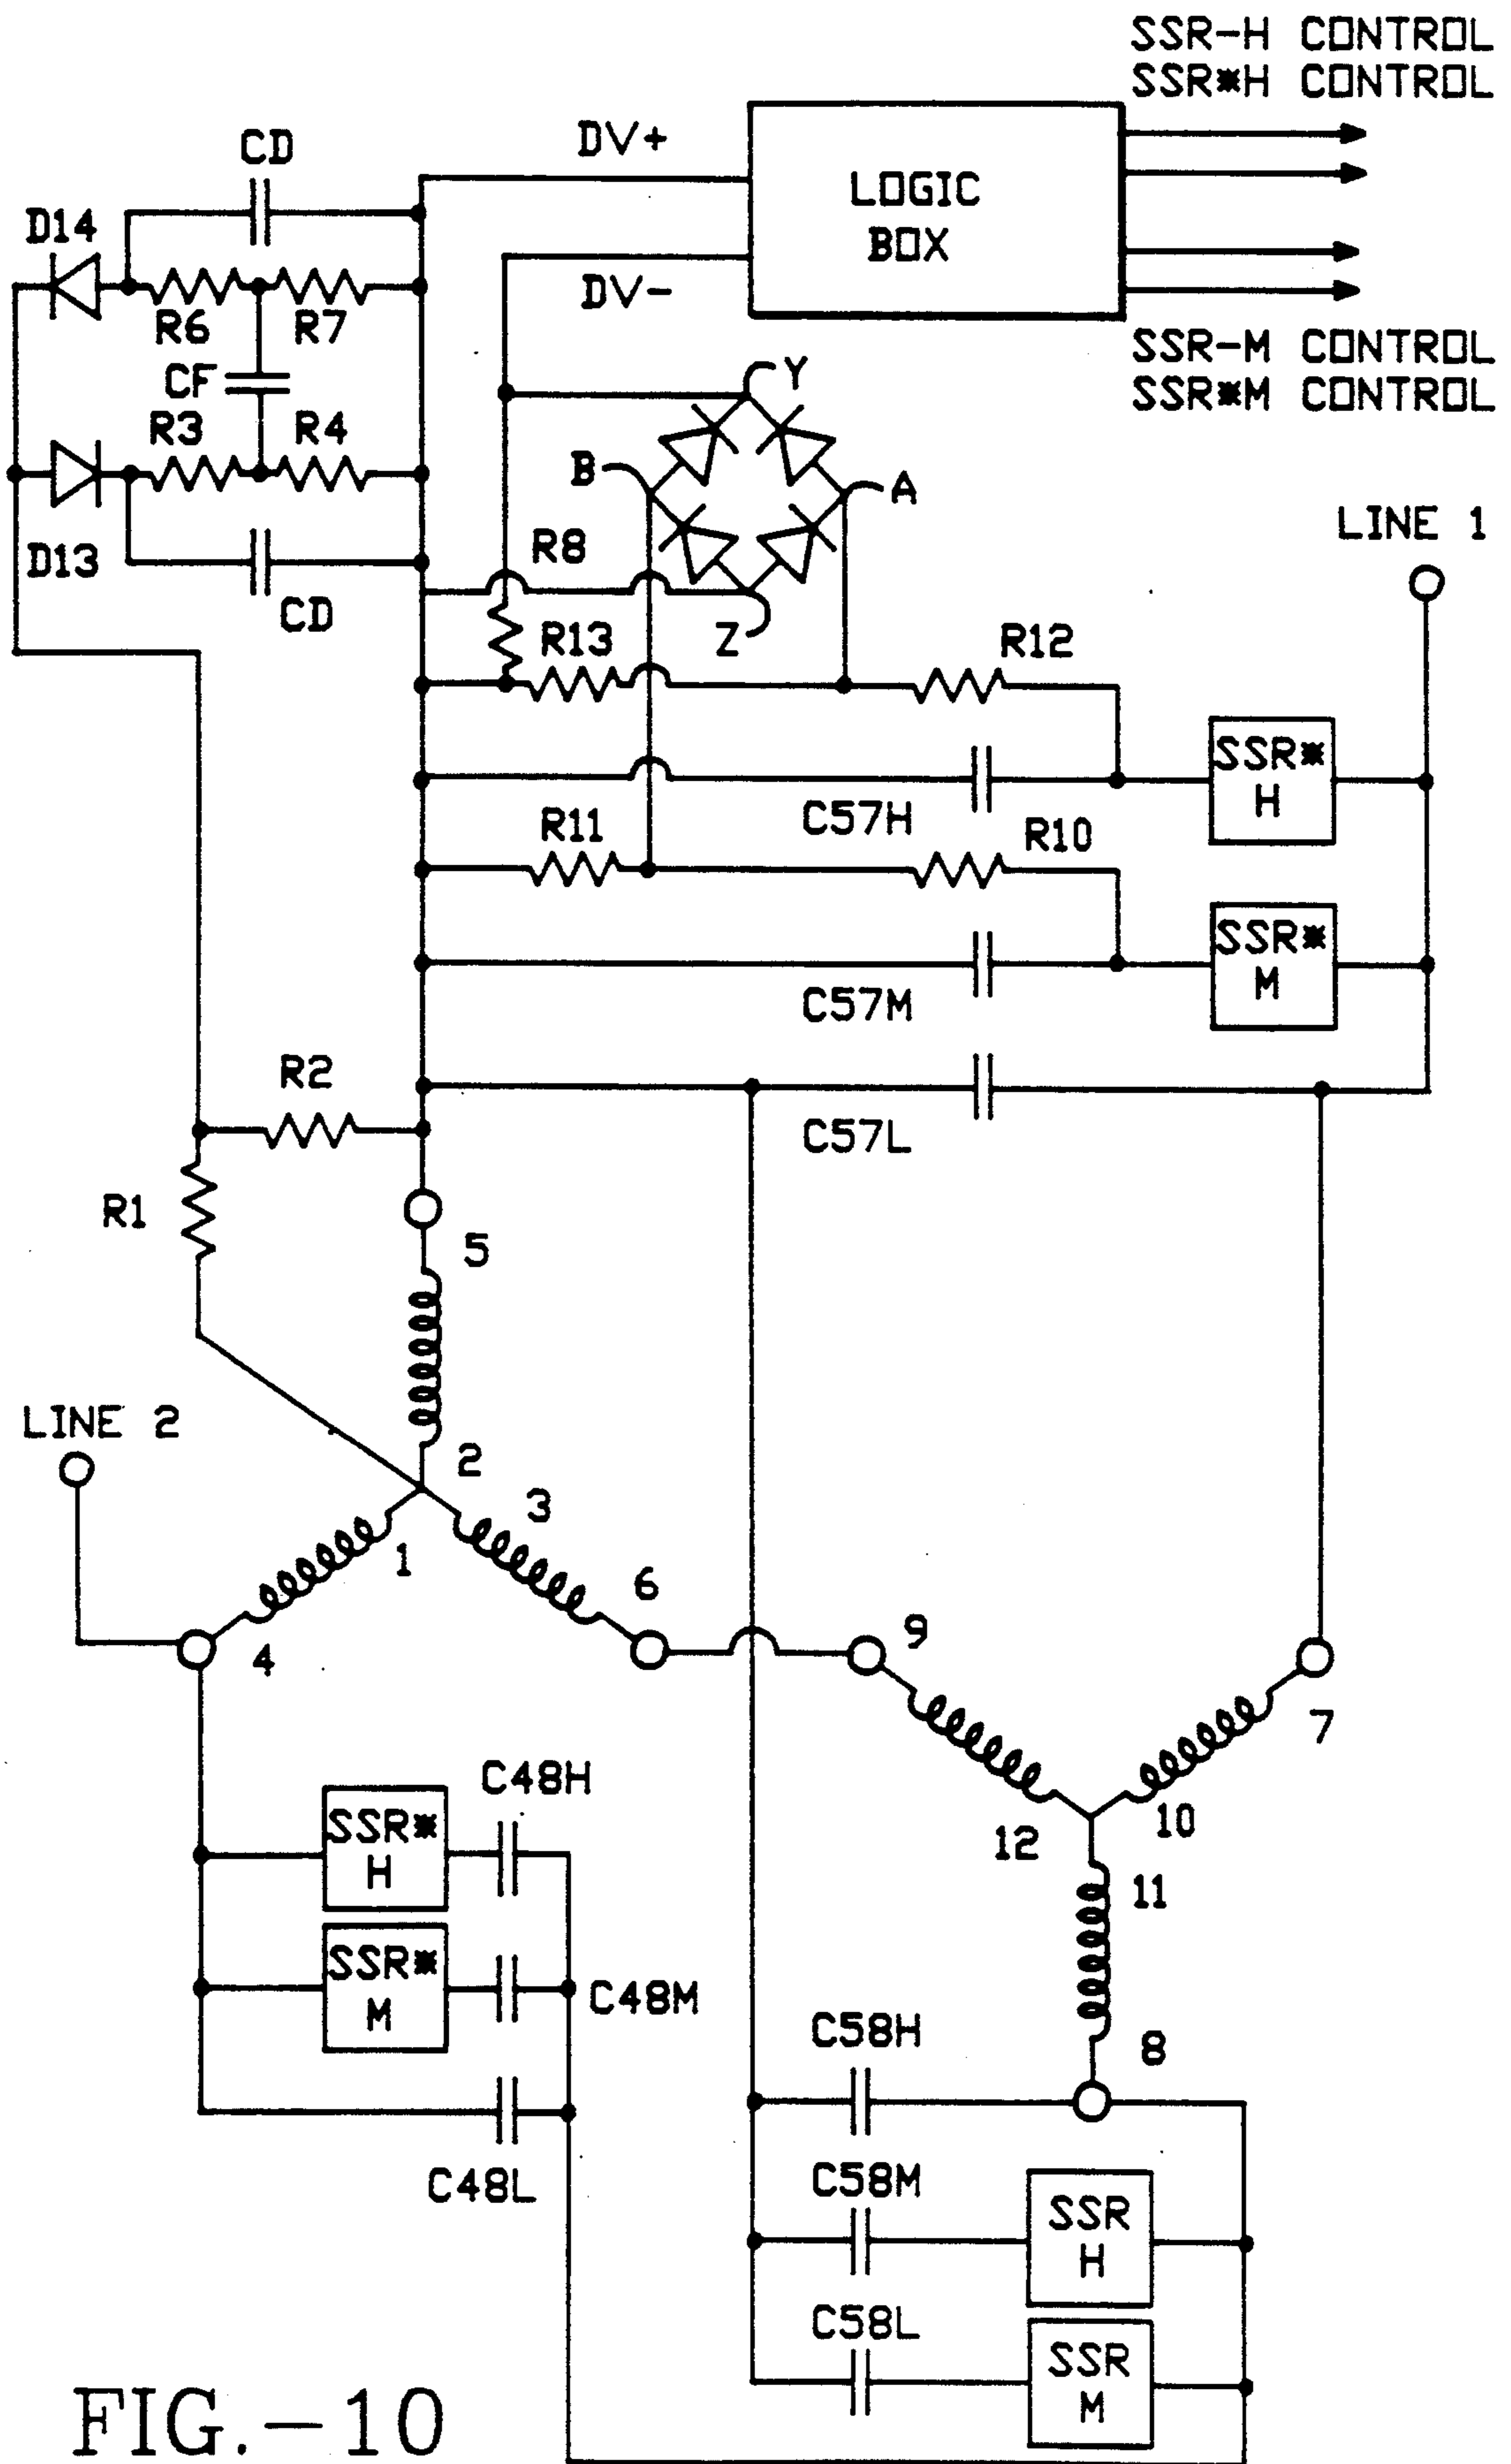 SSR-H CONTROL
SSR*H CONTROL
DV+
CD
LOGIC
BOX
D14
DV-
R6
R7
SSR-M CONTROL
SSR*M CONTROL
CF
Y
R3
R4
B
A
LINE 1
D13
R8
CD
Z
R13
R12
SSR*
H
C57H
R11
R10
SSR*
M
C57M
R2
C57L
R1
5
LINE 2
2
3
1
6
4
9
7
C48H
10
12
SSR*
H
11
SSR*
M
C48M
C58H
8
C48L
C58M
SSR
H
C58L
SSR
M
FIG.-10